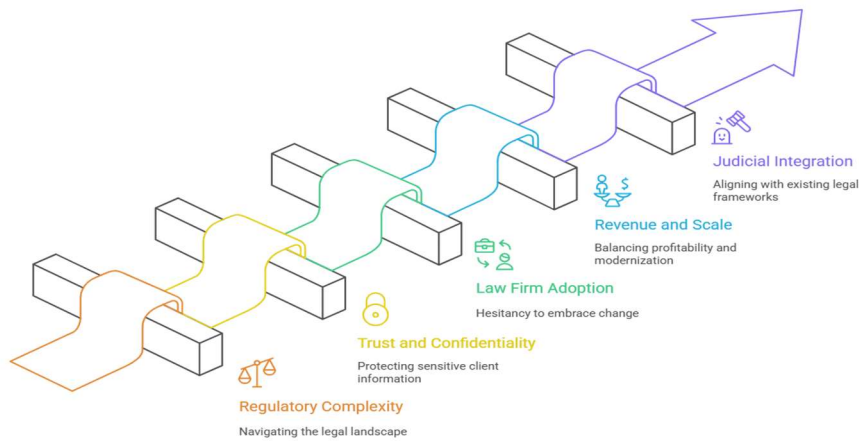 Judicial Integration
Aligning with existing legal
frameworks
Revenue and Scale
Balancing profitability and
modernization
$
Law Firm Adoption
Hesitancy to embrace change
Trust and Confidentiality
Protecting sensitive client
information
Regulatory Complexity
Navigating the legal landscape